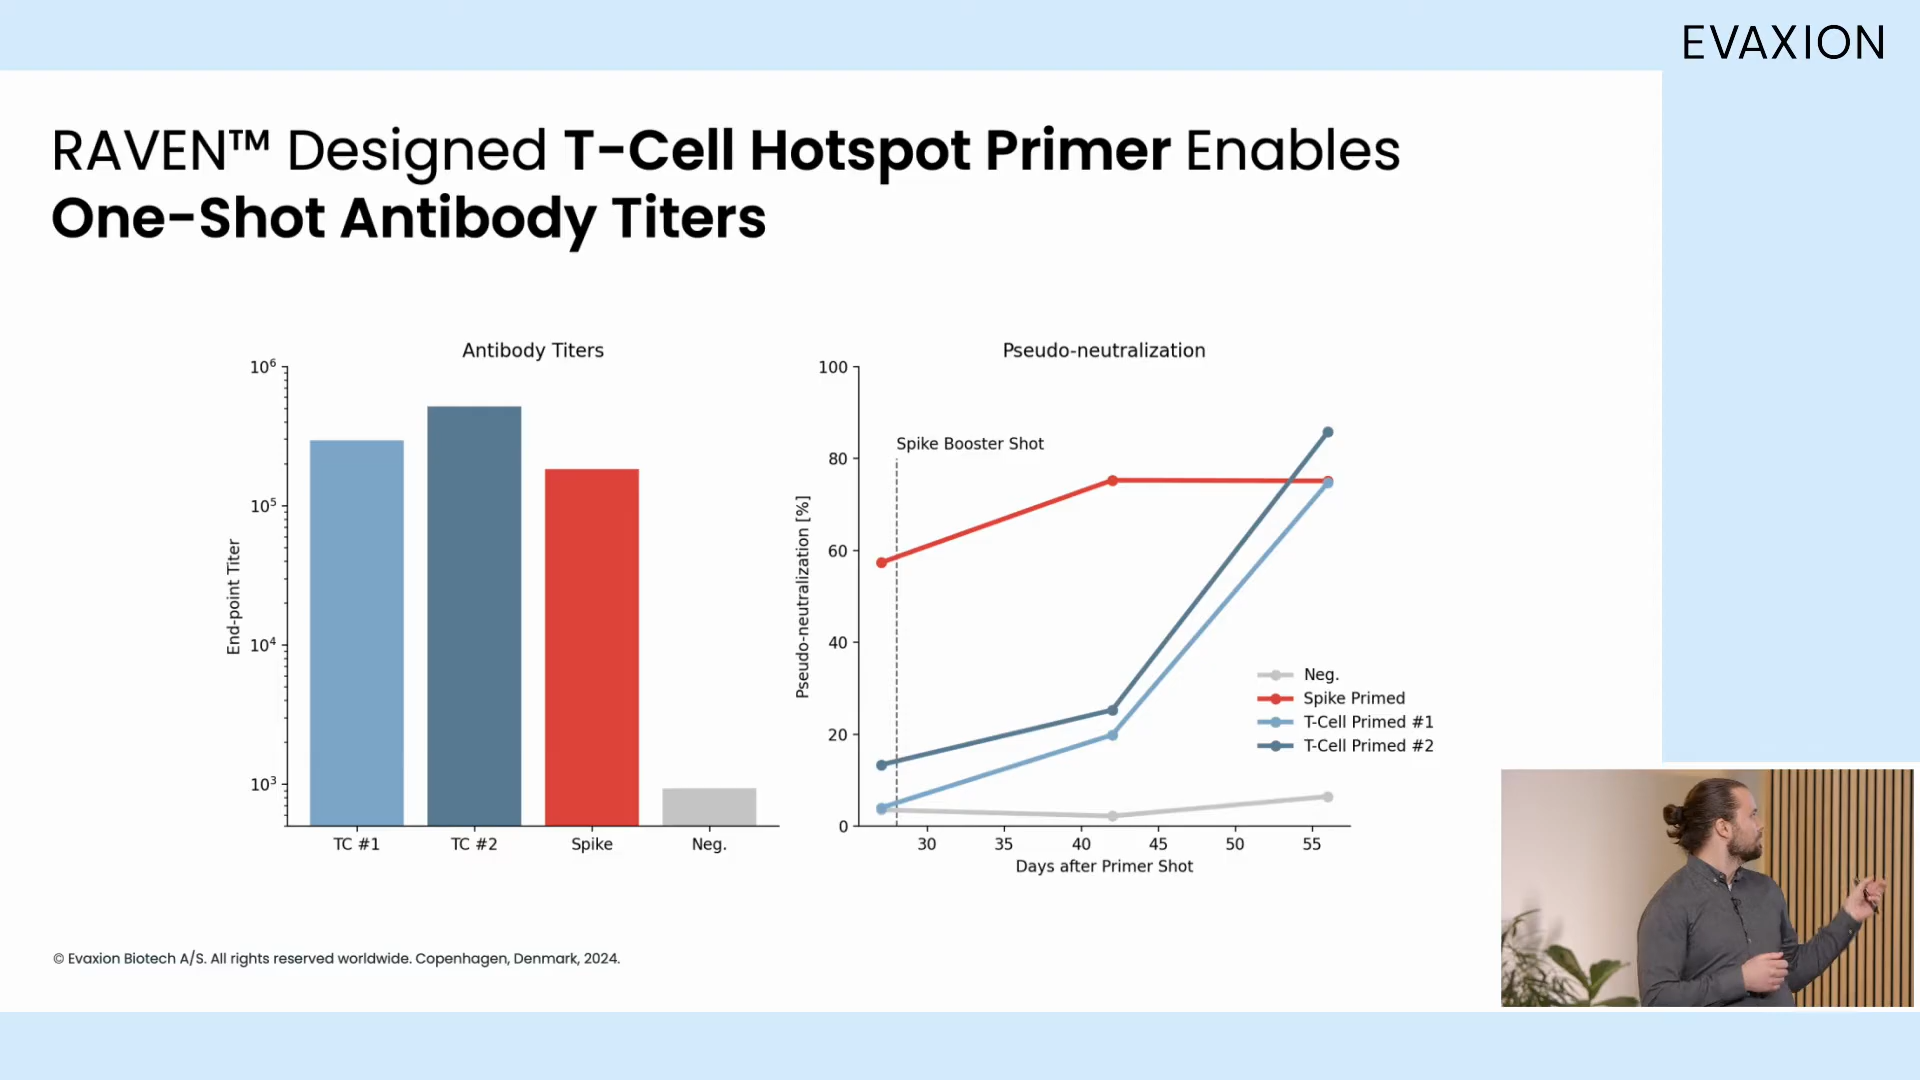 EVAXION
RAVEN™ Designed T-Cell Hotspot Primer Enables
One-Shot Antibody Titers
Antibody Titers
End-point Titer
10⁶
10⁵
10⁴
10³
TC #1 TC #2 Spike Neg.
Pseudo-neutralization
Pseudo-neutralization [%]
100
80
60
40
20
0
Spike Booster Shot
Neg.
Spike Primed
T-Cell Primed #1
T-Cell Primed #2
30 35 40 45 50 55
Days after Primer Shot
© Evaxion Biotech A/S. All rights reserved worldwide. Copenhagen, Denmark, 2024.